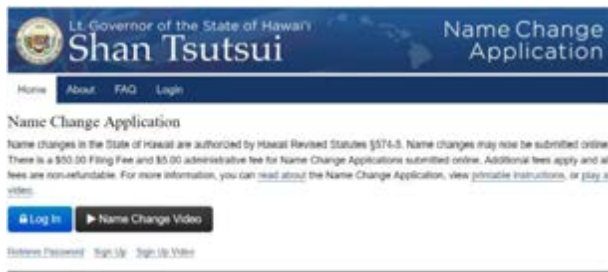 Lt. Governor of the State of Hawai'i
Shan Tsutsui
Name Change
Application
Home About FAQ Login
Name Change Application
Name changes in the State of Hawaii are authorized by Hawaii Revised Statutes §574-5. Name changes may now be submitted online
There is a $50.00 Filing Fee and $5.00 administrative fee for Name Change Applications submitted online. Additional fees apply and al
fees are non-refundable. For more information, you can read about the Name Change Application, view printable instructions, or play a
video.
Log In Name Change Video
Retrieve Password Sign Up Sign Up Video